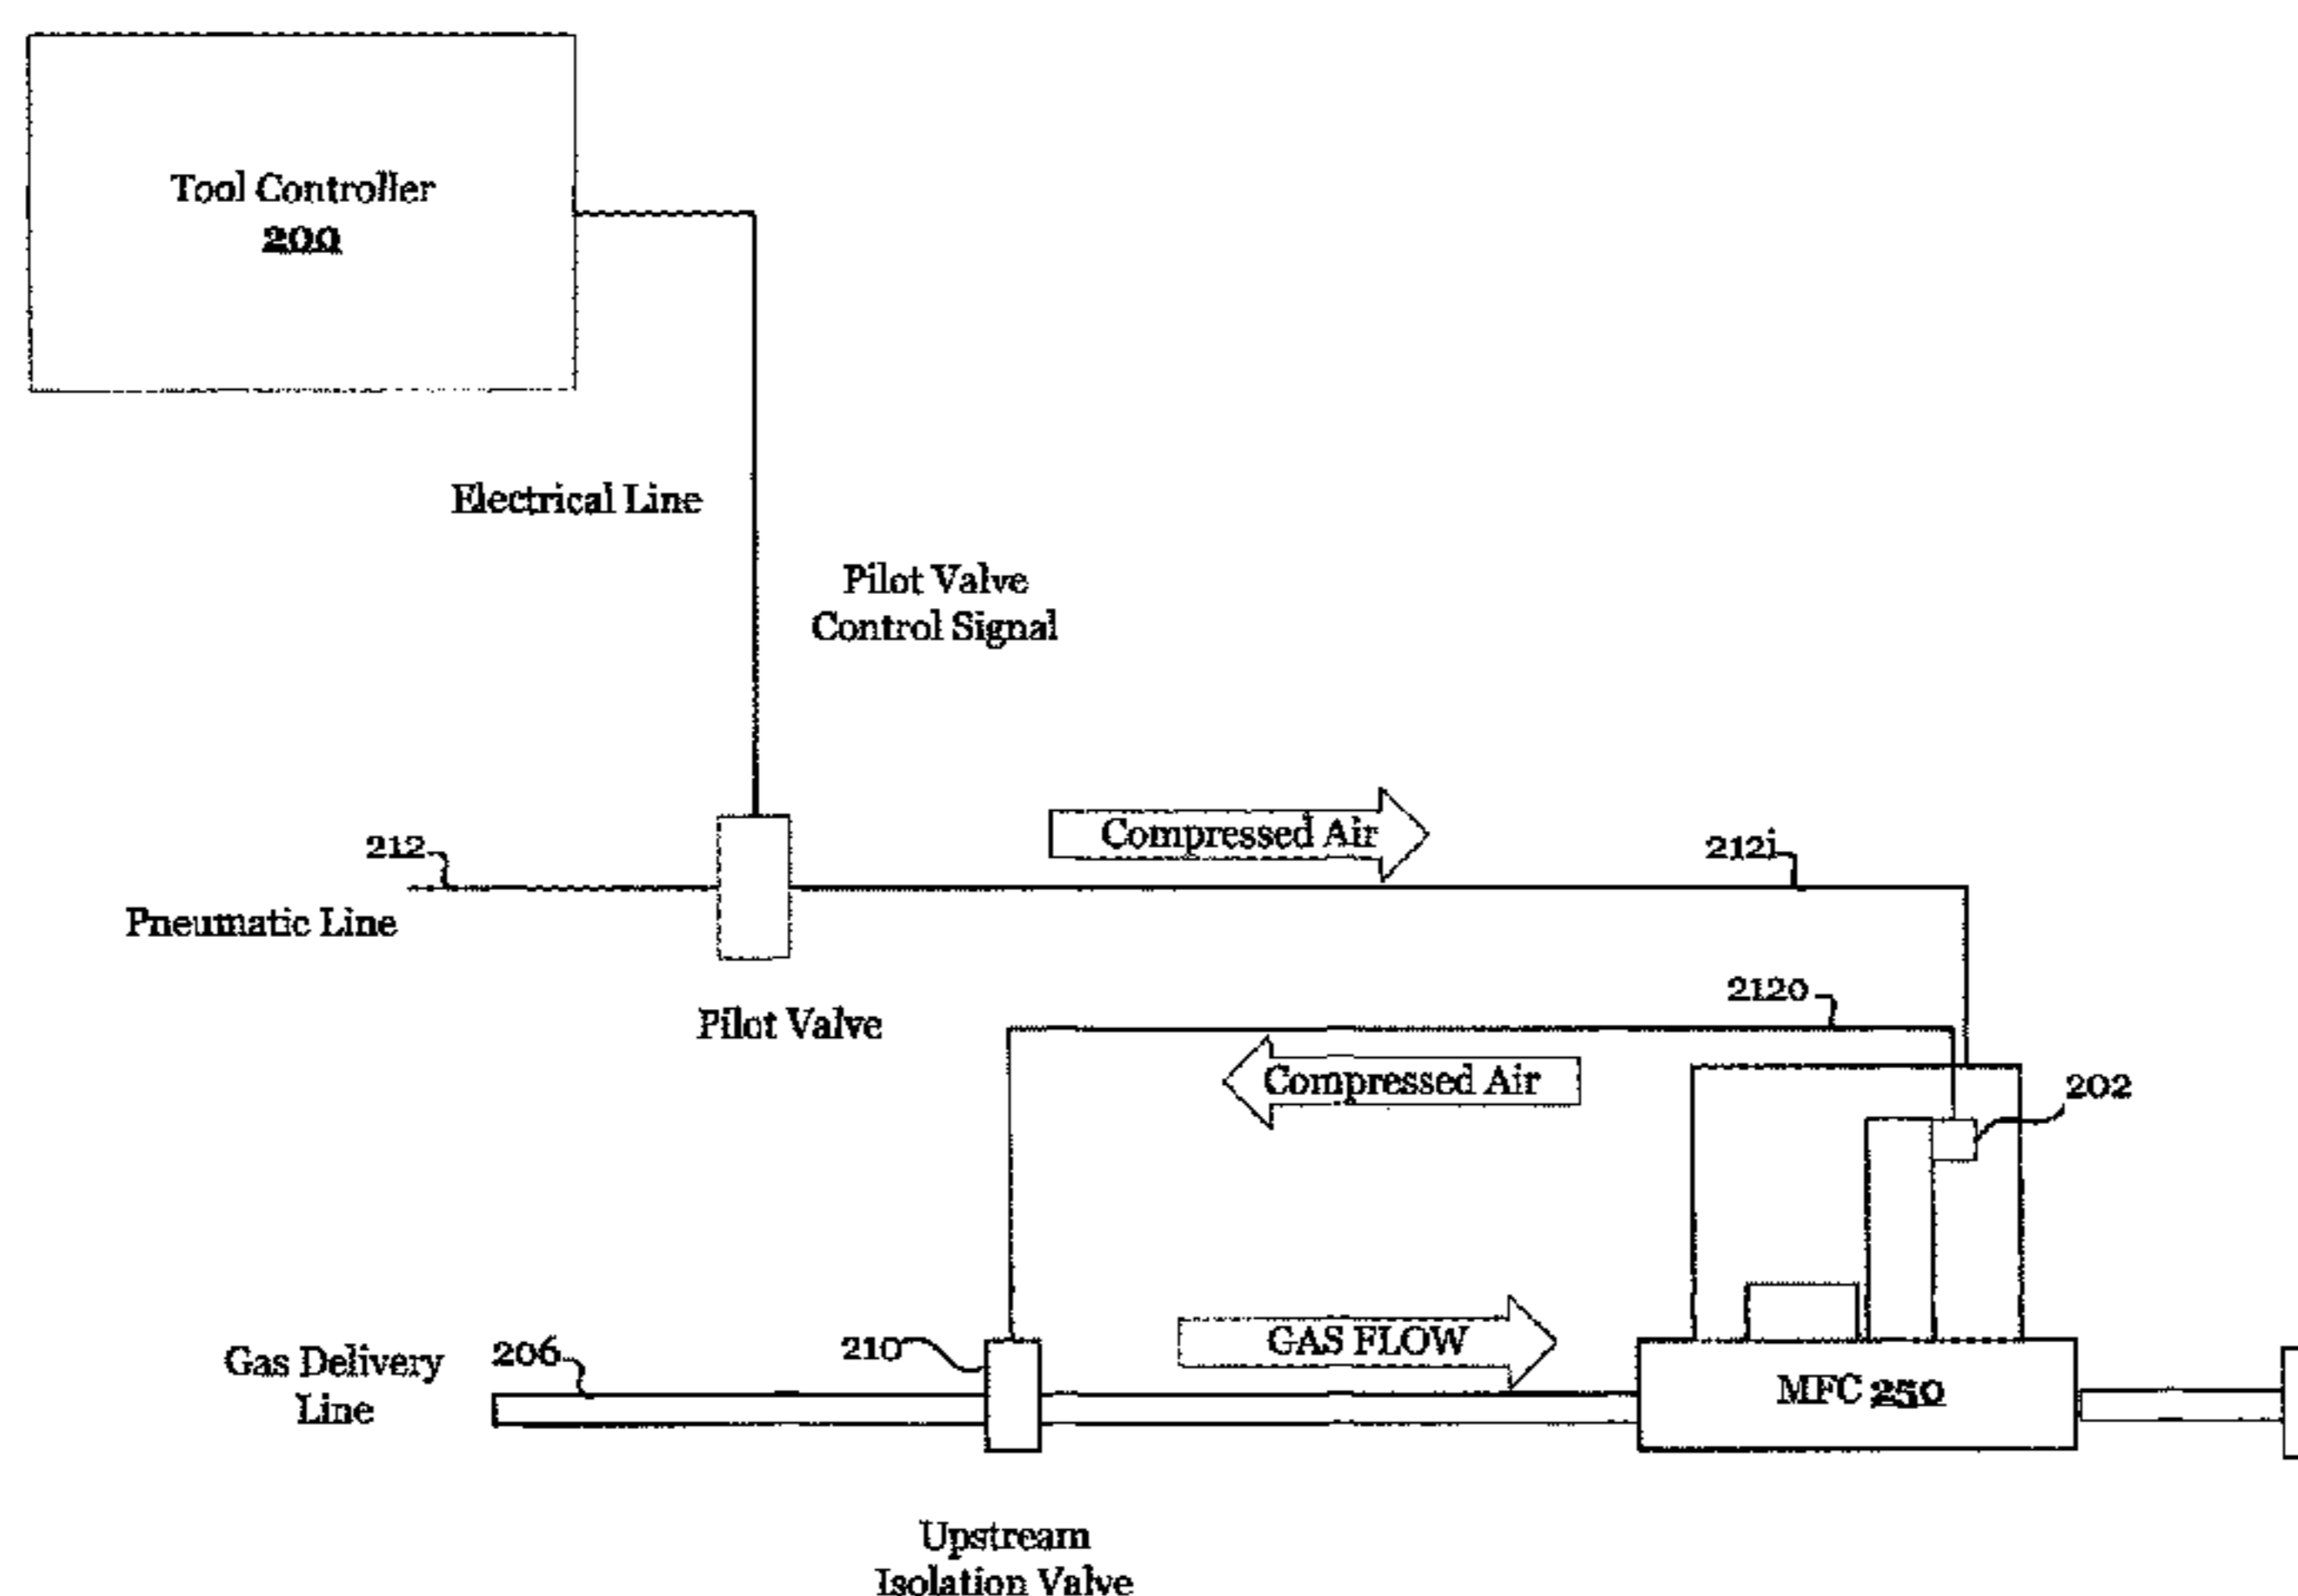 Tool Controller
200
Electrical Line
Pilot Valve
Control Signal
Compressed Air
212
212i
Pneumatic Line
212o
Pilot Valve
Compressed Air
202
GAS FLOW
210
206
Gas Delivery
Line
MFC 250
Upstream
Isolation Valve